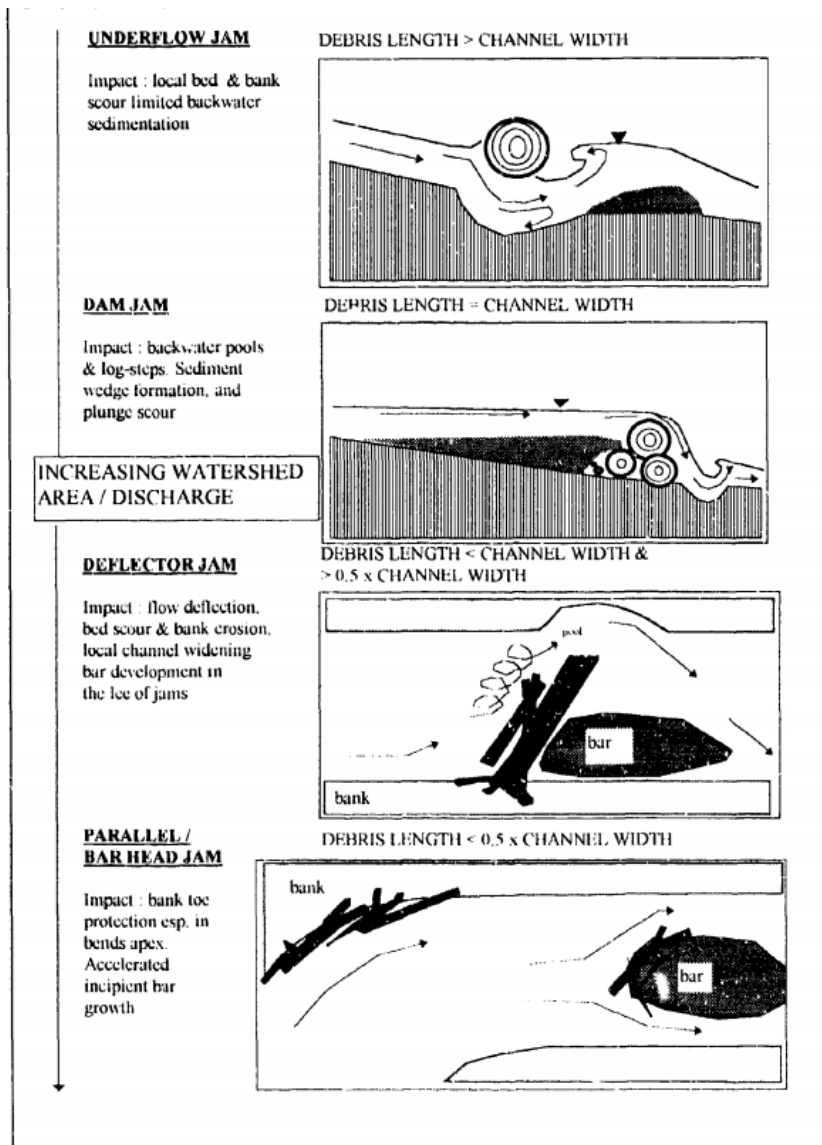 UNDERFLOW JAM
DEBRIS LENGTH > CHANNEL WIDTH
Impact : local bed & bank
scour limited backwater
sedimentation
DAM JAM
DEBRIS LENGTH = CHANNEL WIDTH
Impact : backwater pools
& log-steps. Sediment
wedge formation, and
plunge scour
INCREASING WATERSHED
AREA / DISCHARGE
DEFLECTOR JAM
DEBRIS LENGTH < CHANNEL WIDTH &
> 0.5 x CHANNEL WIDTH
Impact : flow deflection,
bed scour & bank erosion,
local channel widening
bar development in
the lee of jams
pool
bar
bank
PARALLEL /
BAR HEAD JAM
DEBRIS LENGTH < 0.5 x CHANNEL WIDTH
Impact : bank toe
protection esp. in
bends apex.
Accelerated
incipient bar
growth
bank
bar